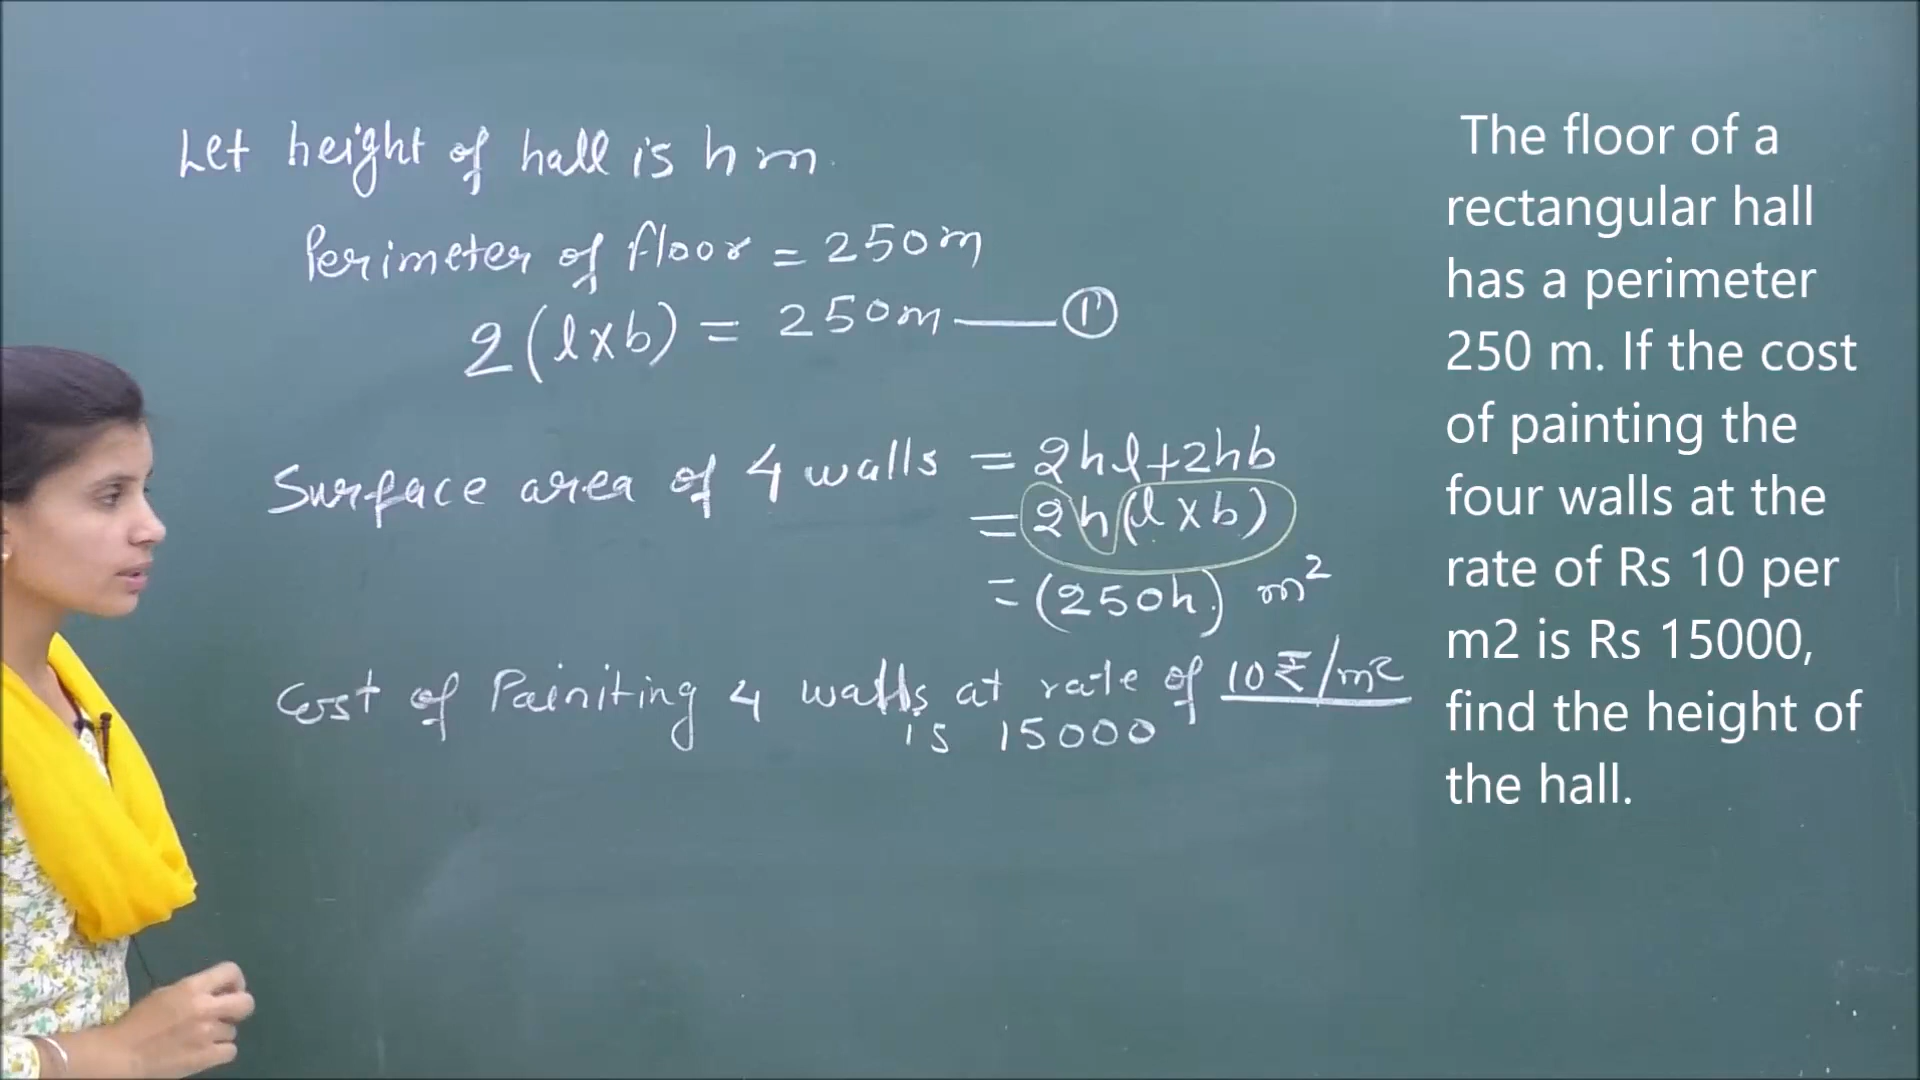 Let height of hall is h m.
Perimeter of floor = 250m
2(l×b) = 250m —— ①
Surface area of 4 walls = 2hl+2hb
= 2h(l×b)
= (250h.) m²
Cost of Painiting 4 walls at rate of 10₹/m²
is 15000
The floor of a
rectangular hall
has a perimeter
250 m. If the cost
of painting the
four walls at the
rate of Rs 10 per
m2 is Rs 15000,
find the height of
the hall.